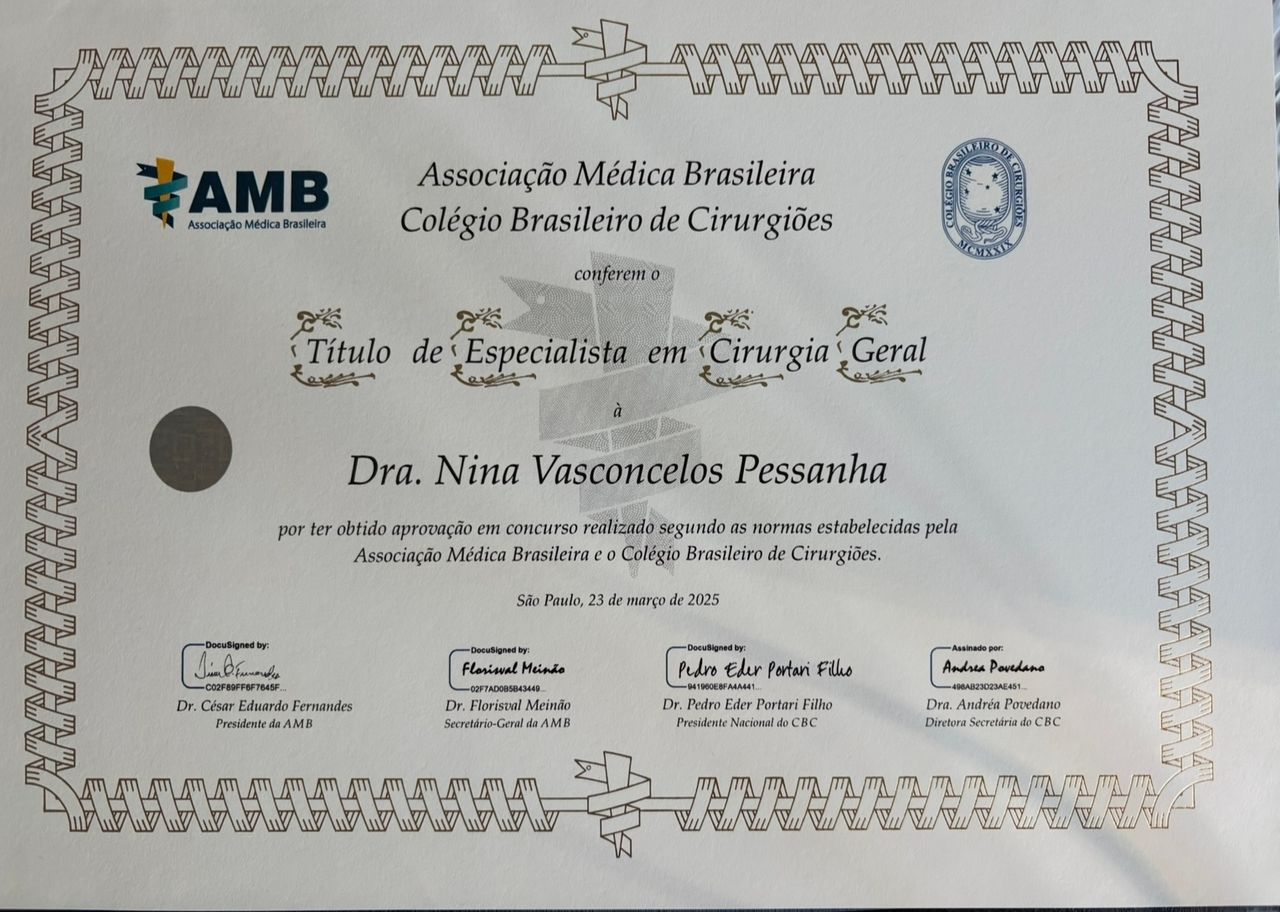 AMB
Associação Médica Brasileira
Associação Médica Brasileira
Colégio Brasileiro de Cirurgiões
COLÉGIO BRASILEIRO DE CIRURGIÕES
MCMXXIX
conferem o
Título de Especialista em Cirurgia Geral
à
Dra. Nina Vasconcelos Pessanha
por ter obtido aprovação em concurso realizado segundo as normas estabelecidas pela
Associação Médica Brasileira e o Colégio Brasileiro de Cirurgiões.
São Paulo, 23 de março de 2025
DocuSigned by:
C02F89FF6F7645F...
Dr. César Eduardo Fernandes
Presidente da AMB
DocuSigned by:
Florisval Meinão
02F7AD0B5B43449...
Dr. Florisval Meinão
Secretário-Geral da AMB
DocuSigned by:
Pedro Eder Portari Filho
941960E8FA4A441...
Dr. Pedro Eder Portari Filho
Presidente Nacional do CBC
Assinado por:
Andrea Povedano
498AB23D23AE451...
Dra. Andréa Povedano
Diretora Secretária do CBC